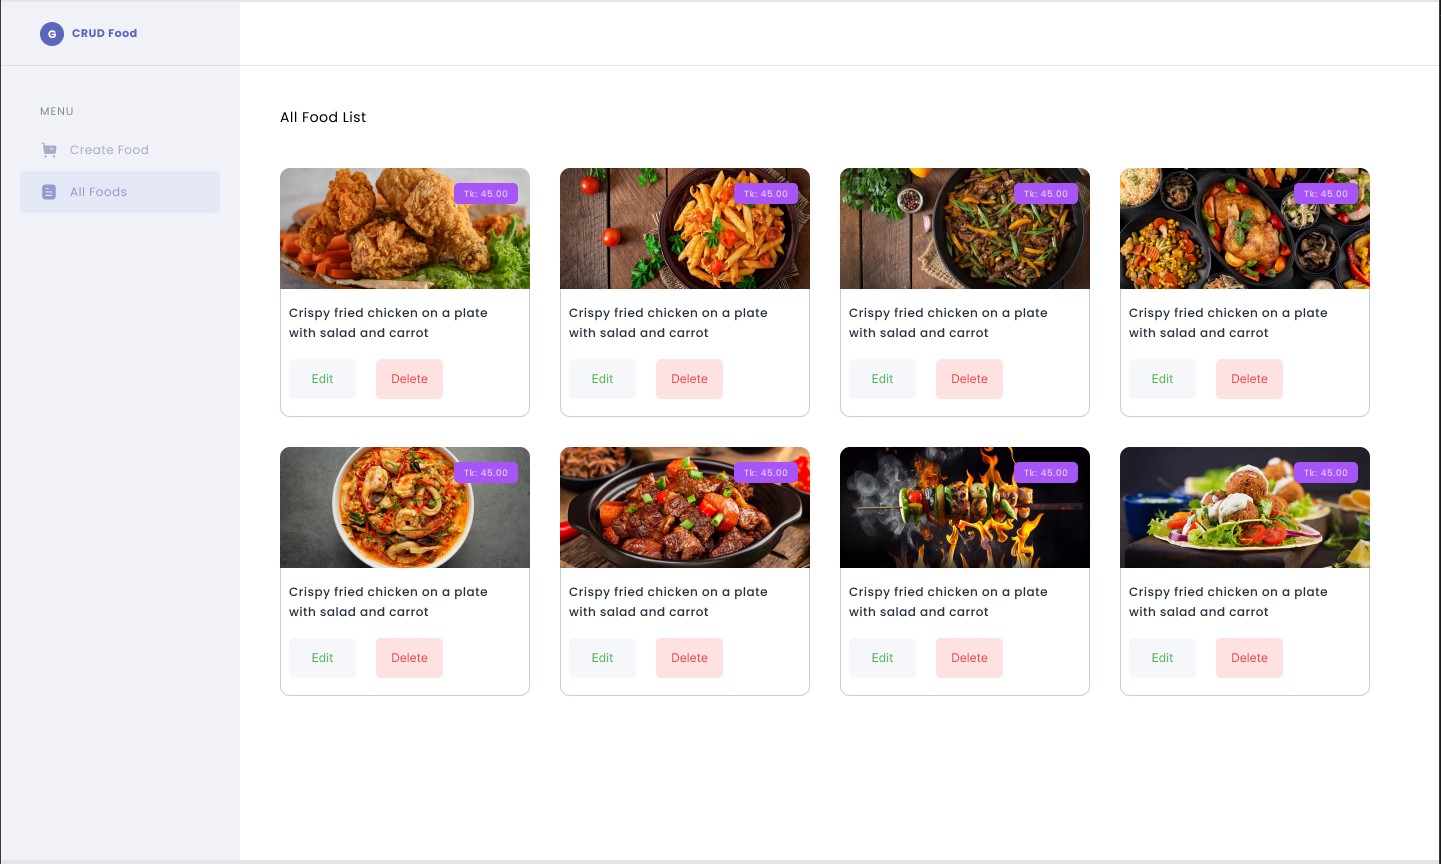 G CRUD Food
MENU
Create Food
All Foods
All Food List
Tk: 45.00
Crispy fried chicken on a plate
with salad and carrot
Edit Delete
Tk: 45.00
Crispy fried chicken on a plate
with salad and carrot
Edit Delete
Tk: 45.00
Crispy fried chicken on a plate
with salad and carrot
Edit Delete
Tk: 45.00
Crispy fried chicken on a plate
with salad and carrot
Edit Delete
Tk: 45.00
Crispy fried chicken on a plate
with salad and carrot
Edit Delete
Tk: 45.00
Crispy fried chicken on a plate
with salad and carrot
Edit Delete
Tk: 45.00
Crispy fried chicken on a plate
with salad and carrot
Edit Delete
Tk: 45.00
Crispy fried chicken on a plate
with salad and carrot
Edit Delete